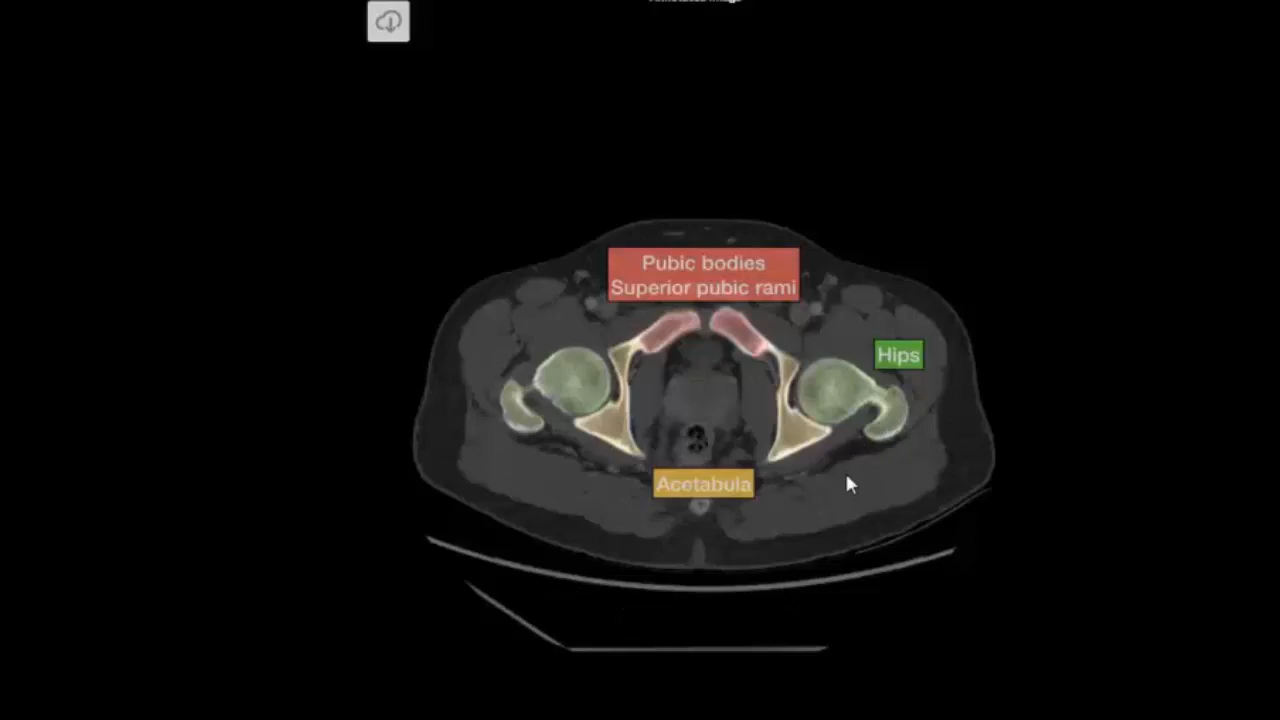 Pubic bodies
Superior pubic rami
Hips
Acetabula